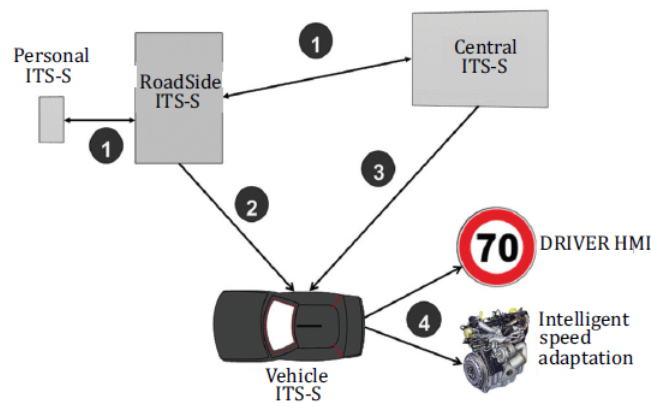 Personal
ITS-S
RoadSide
ITS-S
1
Central
ITS-S
1
2
3
70
DRIVER HMI
4
Intelligent
speed
adaptation
Vehicle
ITS-S